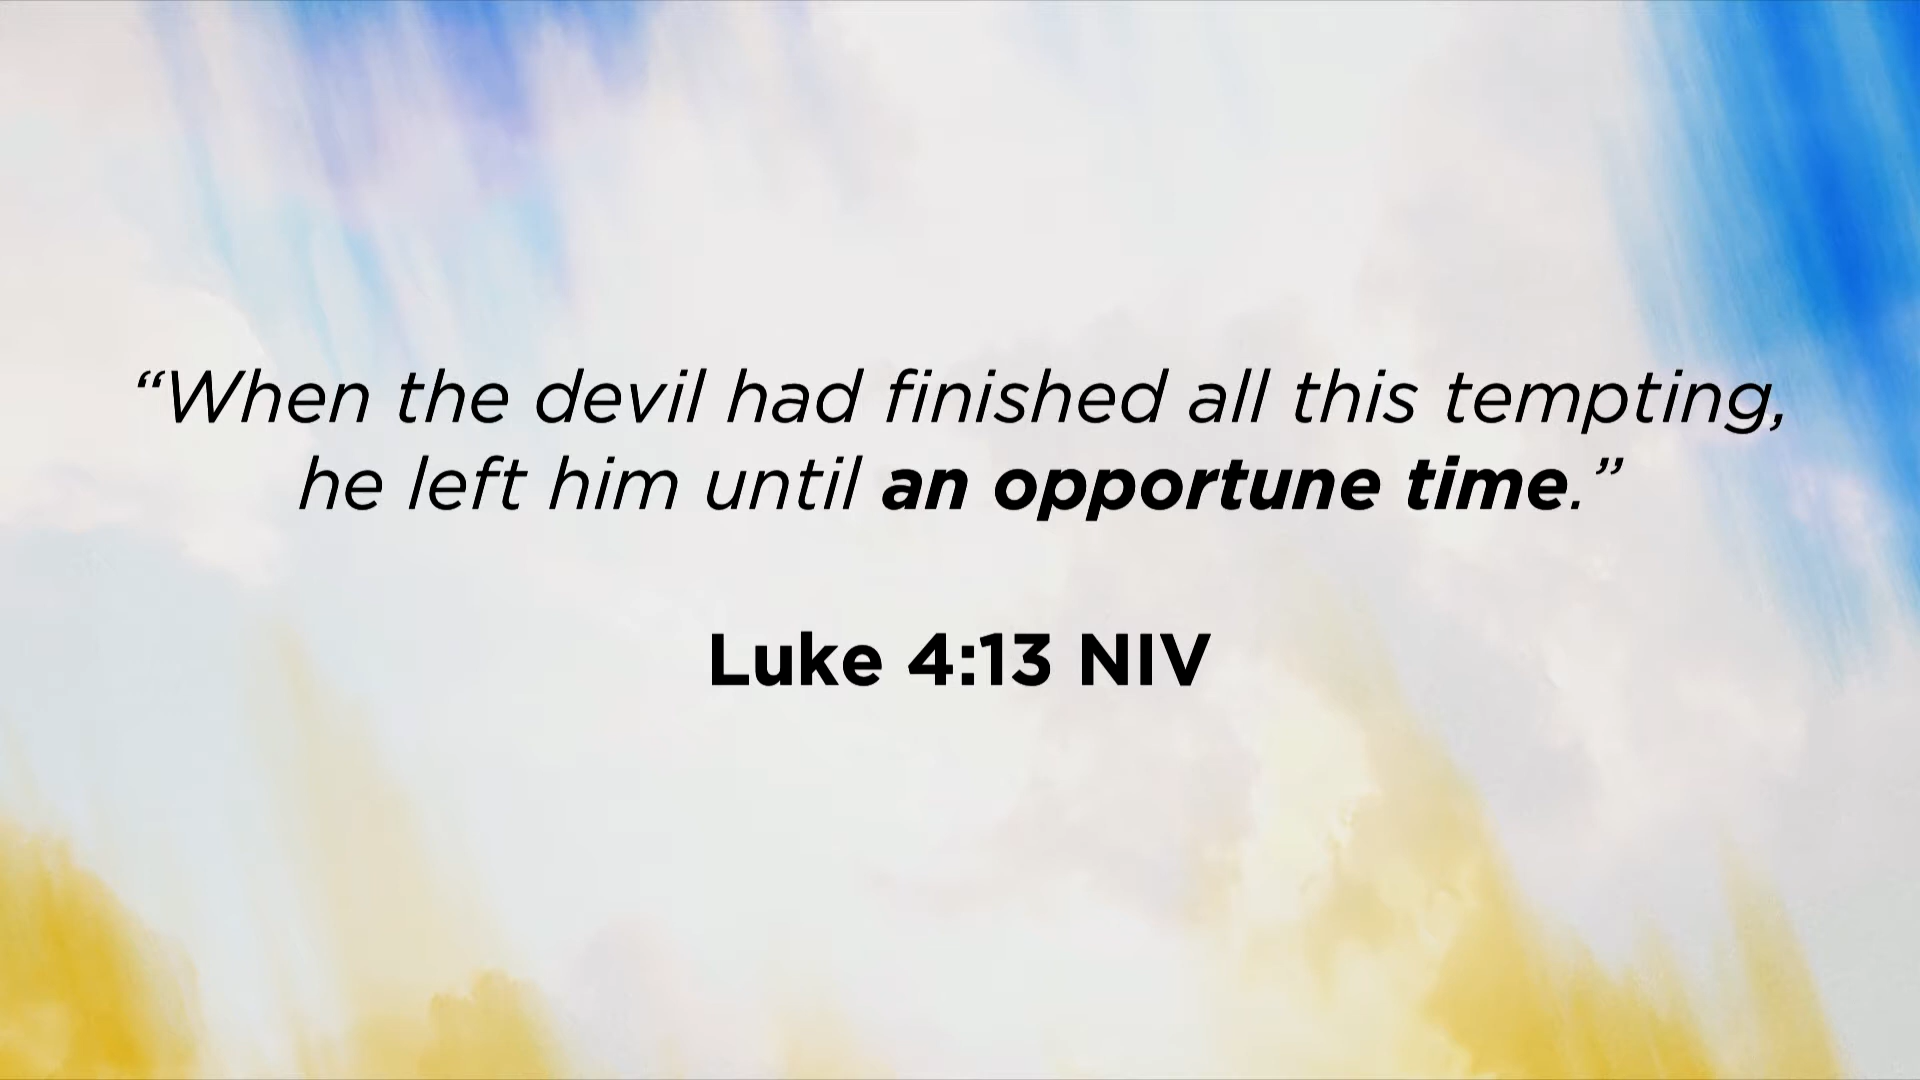 “When the devil had finished all this tempting,
he left him until an opportune time.”
Luke 4:13 NIV